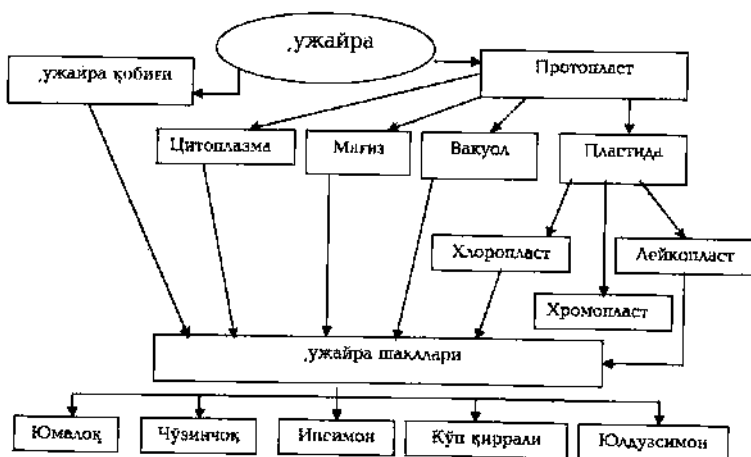 ,ужайра
,ужайра қобиғи
Протопласт
Цитоплазма
Мағиз
Вакуол
Пластида
Хлоропласт
Лейкопласт
Хромопласт
,ужайра шакллари
Юмалоқ
Чўзинчоқ
Ипсимон
Кўп қиррали
Юлдузсимон